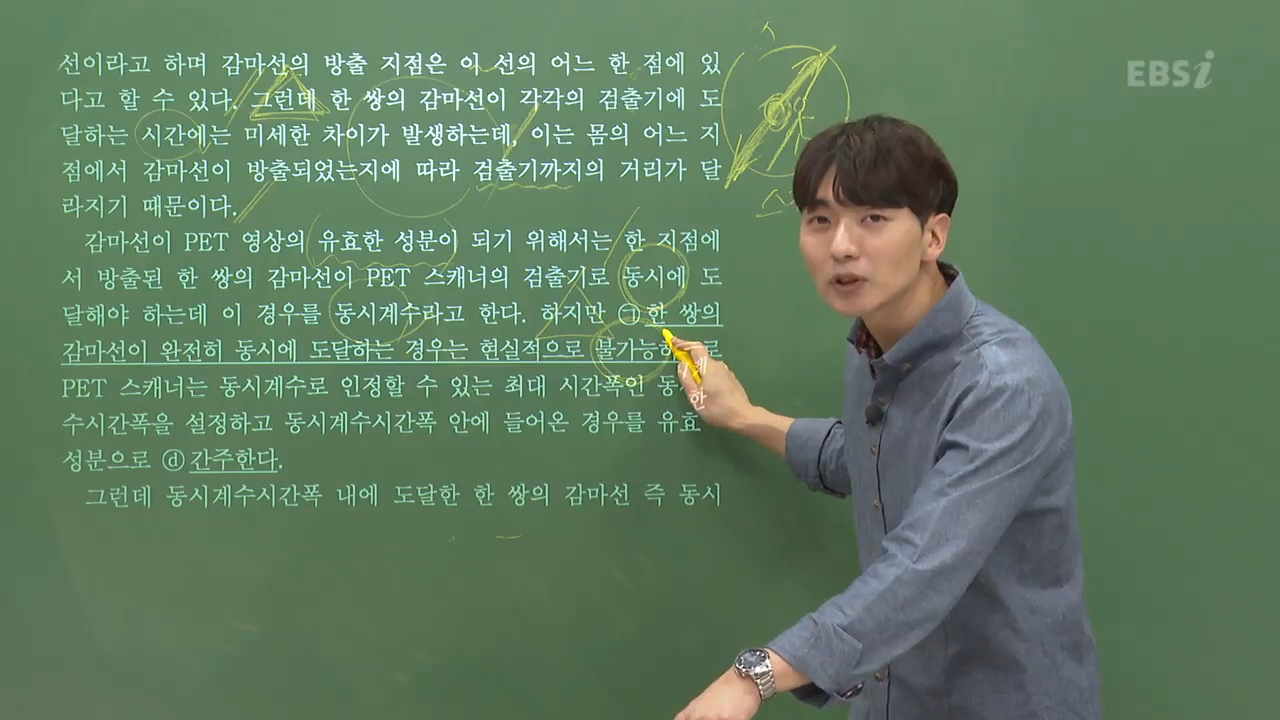 선이라고 하며 감마선의 방출 지점은 이 선의 어느 한 점에 있
다고 할 수 있다. 그런데 한 쌍의 감마선이 각각의 검출기에 도
달하는 시간에는 미세한 차이가 발생하는데, 이는 몸의 어느 지
점에서 감마선이 방출되었는지에 따라 검출기까지의 거리가 달
라지기 때문이다.
감마선이 PET 영상의 유효한 성분이 되기 위해서는 한 지점에
서 방출된 한 쌍의 감마선이 PET 스캐너의 검출기로 동시에 도
달해야 하는데 이 경우를 동시계수라고 한다. 하지만 ㉠한 쌍의
감마선이 완전히 동시에 도달하는 경우는 현실적으로 불가능하 로
PET 스캐너는 동시계수로 인정할 수 있는 최대 시간폭인 동시
수시간폭을 설정하고 동시계수시간폭 안에 들어온 경우를 유효
성분으로 ⓓ간주한다.
그런데 동시계수시간폭 내에 도달한 한 쌍의 감마선 즉 동시
EBSi